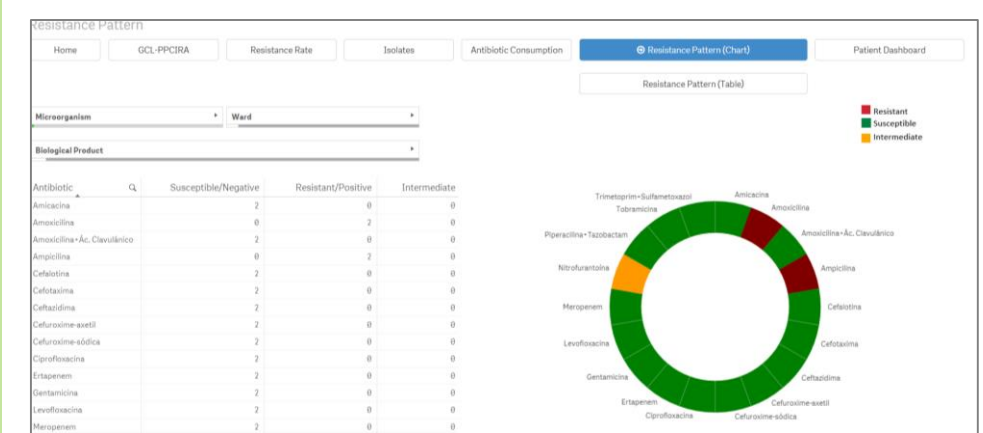 Resistance Pattern
Home GCL-PPCIRA Resistance Rate Isolates Antibiotic Consumption Resistance Pattern (Chart) Patient Dashboard
Resistance Pattern (Table)
Microorganism Ward
Biological Product
Resistant
Susceptible
Intermediate
Antibiotic Susceptible/Negative Resistant/Positive Intermediate
Amicacina 2 0 0
Amoxicilina 0 2 0
Amoxicilina+Ác. Clavulânico 2 0 0
Ampicilina 0 2 0
Cefalotina 2 0 0
Cefotaxima 2 0 0
Ceftazidima 2 0 0
Cefuroxime-axetil 2 0 0
Cefuroxime-sódica 2 0 0
Ciprofloxacina 2 0 0
Ertapenem 2 0 0
Gentamicina 2 0 0
Levofloxacina 2 0 0
Meropenem 2 0 0
Trimetoprim+Sulfametoxazol
Amicacina
Tobramicina
Amoxicilina
Piperacilina+Tazobactam
Amoxicilina+Ác. Clavulânico
Nitrofurantoína
Ampicilina
Meropenem
Cefalotina
Levofloxacina
Cefotaxima
Gentamicina
Ceftazidima
Ertapenem
Cefuroxime-axetil
Ciprofloxacina
Cefuroxime-sódica